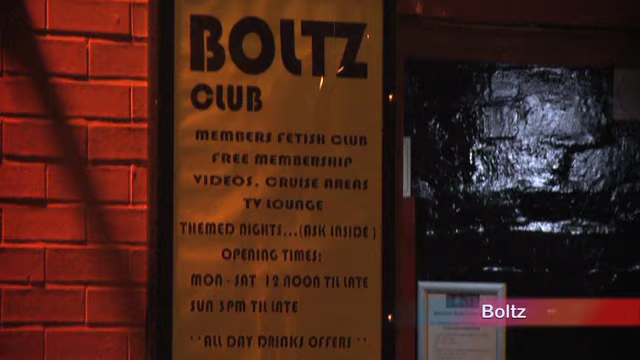 BOLTZ
CLUB
MEMBERS FETISH CLUB
FREE MEMBERSHIP
VIDEOS. CRUISE AREAS
TV LOUNGE
THEMED NIGHTS...(ASK INSIDE)
OPENING TIMES:
MON - SAT 12 NOON TIL LATE
SUN 3PM TIL LATE
''ALL DAY DRINKS OFFERS''
Boltz